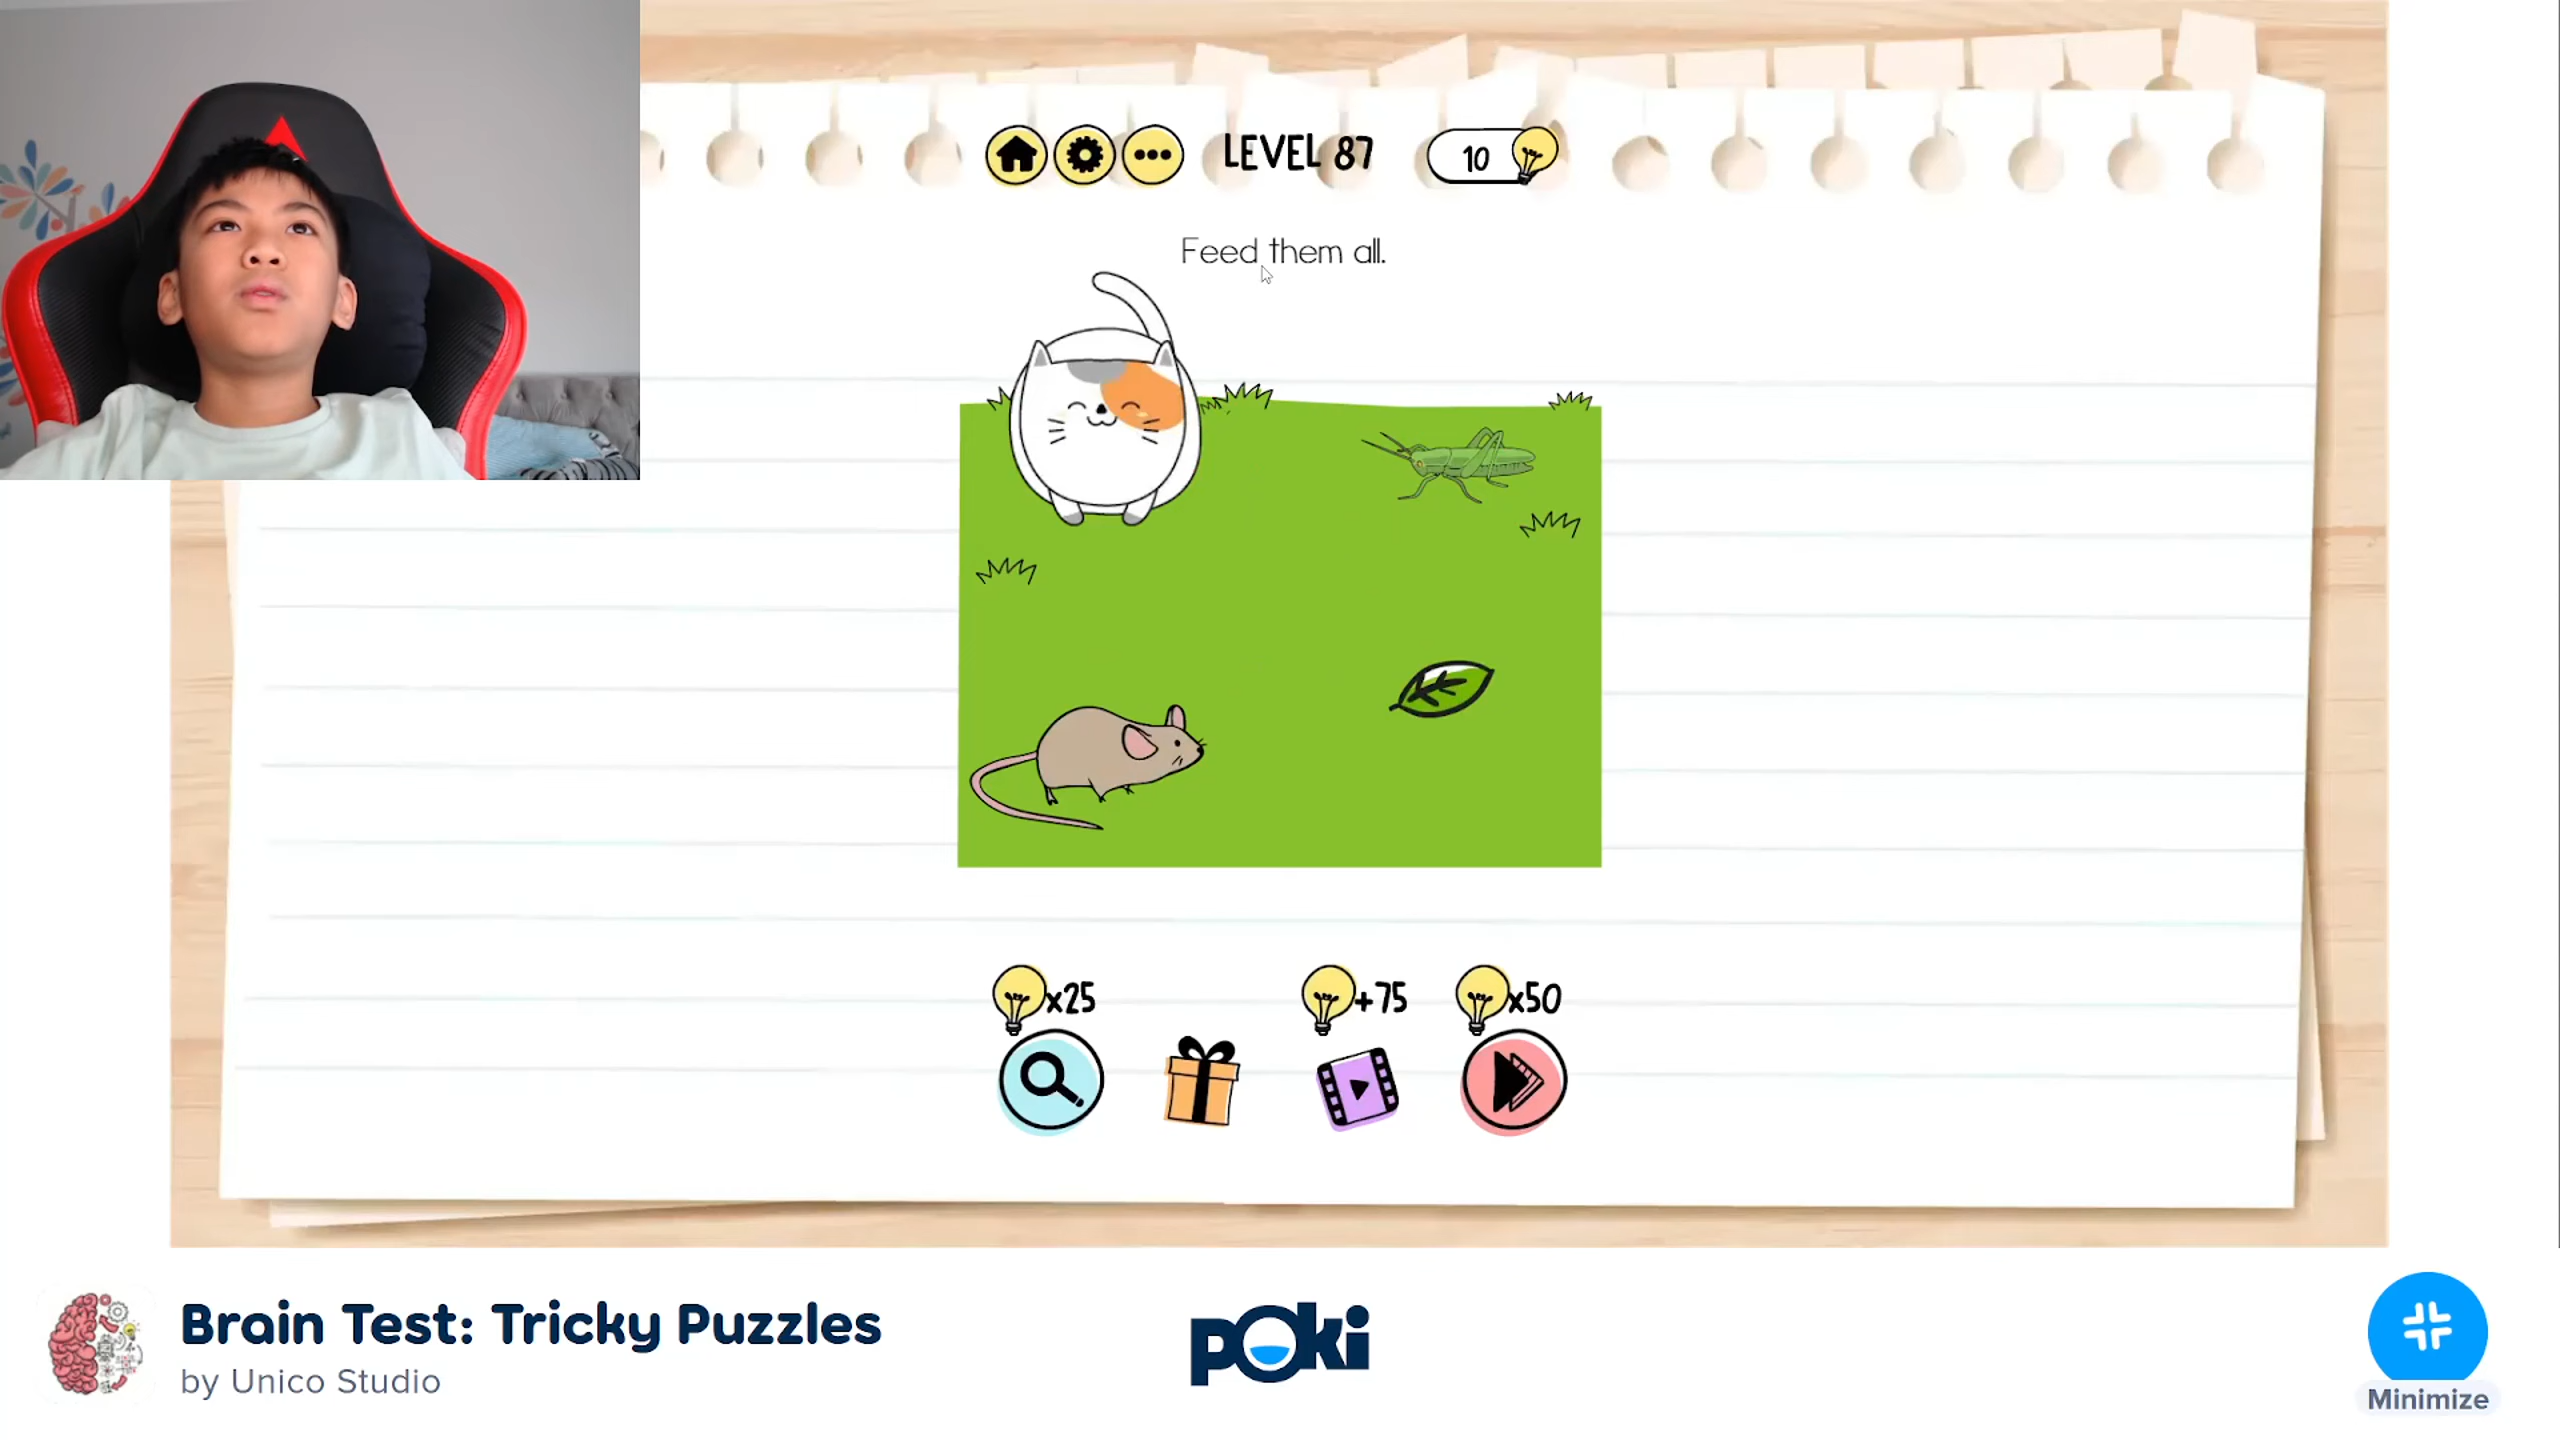 LEVEL 87
10
Feed them all.
x25
+75
x50
Brain Test: Tricky Puzzles
by Unico Studio
poki
Minimize